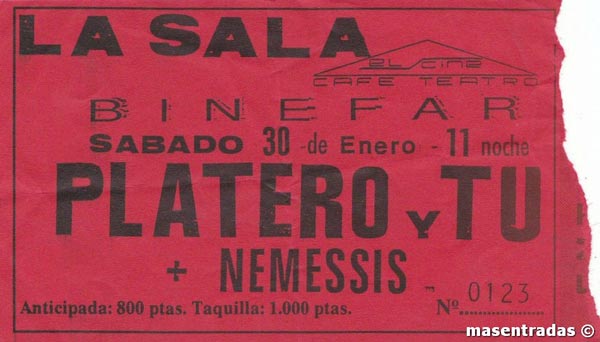 LA SALA
EL CINE
CAFE TEATRO
BINEFAR
SABADO 30 - de Enero - 11 noche
PLATERO Y TU
+ NEMESSIS
Anticipada: 800 ptas. Taquilla: 1.000 ptas. Nº 0123
masentradas ©